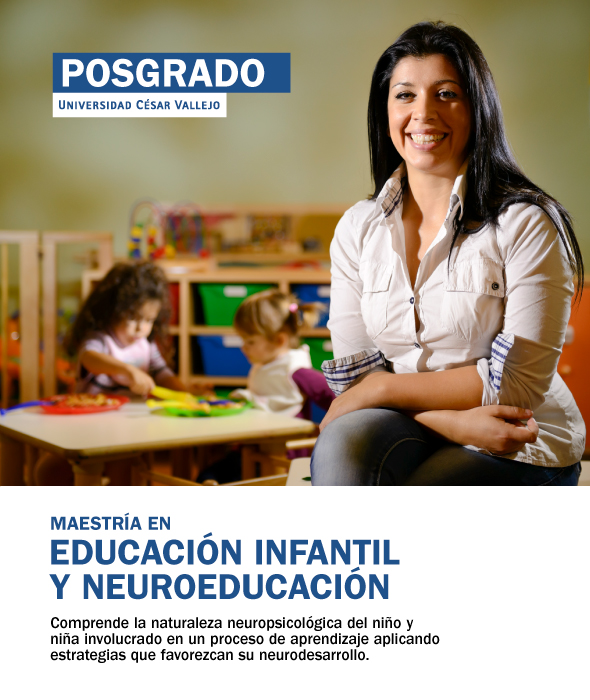 POSGRADO
UNIVERSIDAD CÉSAR VALLEJO
MAESTRÍA EN
EDUCACIÓN INFANTIL
Y NEUROEDUCACIÓN
Comprende la naturaleza neuropsicológica del niño y
niña involucrado en un proceso de aprendizaje aplicando
estrategias que favorezcan su neurodesarrollo.